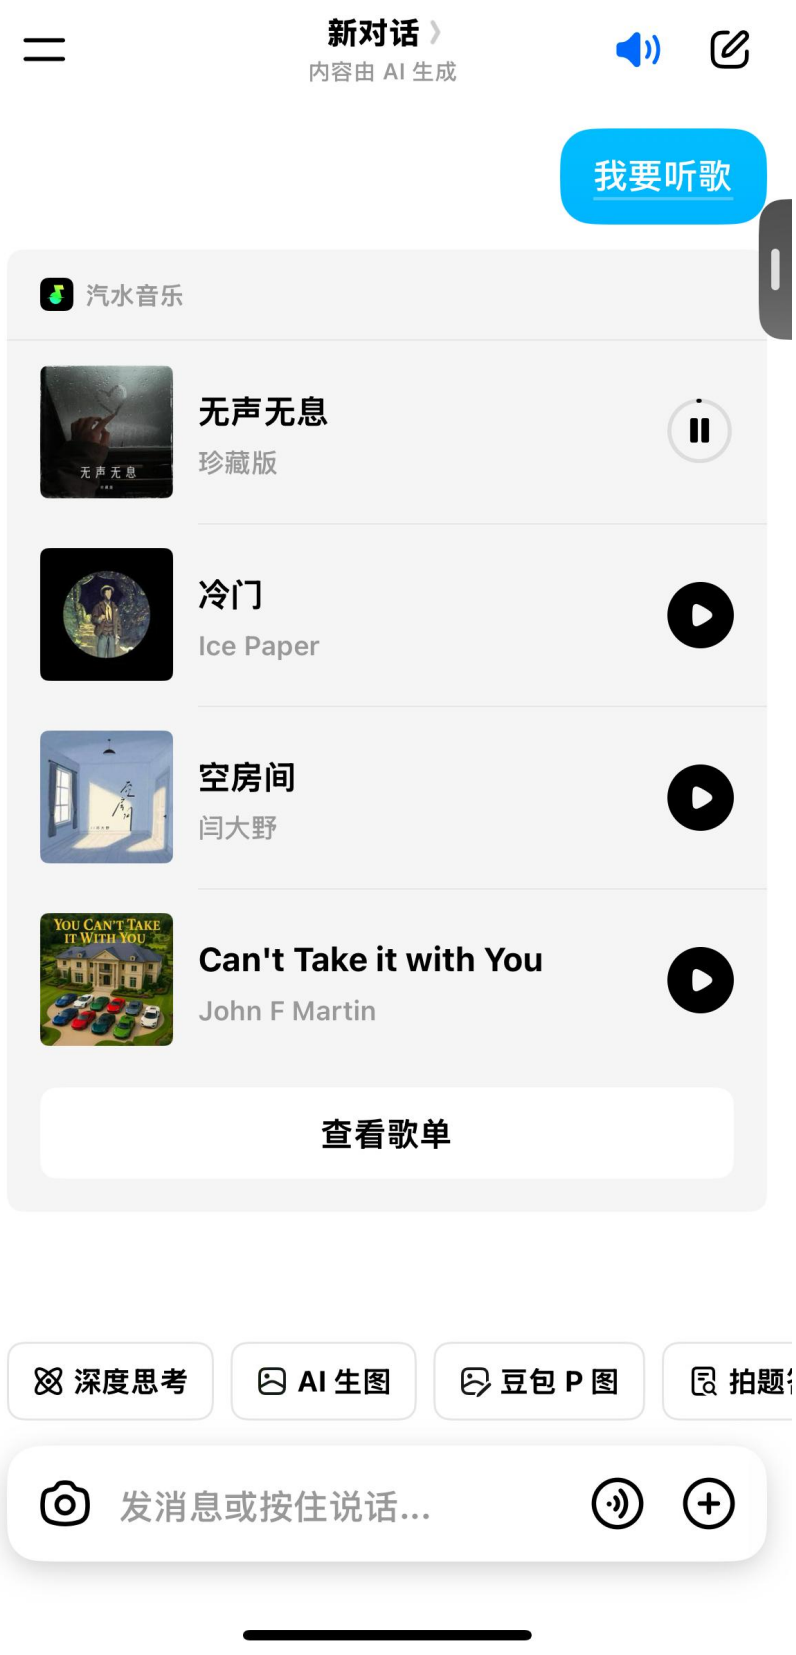 新对话
内容由 AI 生成
我要听歌
汽水音乐
无声无息
无声无息
珍藏版
冷门
Ice Paper
空房间
空房间
闫大野
YOU CAN'T TAKE
IT WITH YOU
Can't Take it with You
John F Martin
查看歌单
深度思考
AI 生图
豆包 P 图
拍题
发消息或按住说话...